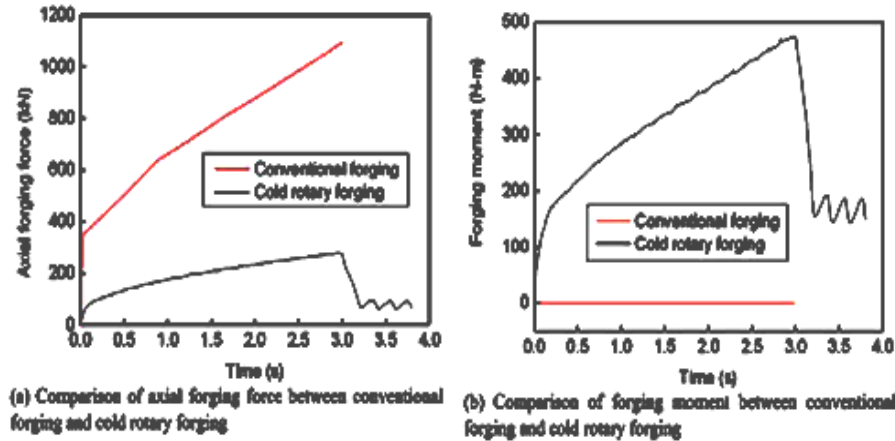 1200
1000
800
600
400
200
0
Axial forging force (kN)
Conventional forging
Cold rotary forging
0.0 0.5 1.0 1.5 2.0 2.5 3.0 3.5 4.0
Time (s)
(a) Comparison of axial forging force between conventional
forging and cold rotary forging
500
400
300
200
100
0
Forging moment (N-m)
Conventional forging
Cold rotary forging
0.0 0.5 1.0 1.5 2.0 2.5 3.0 3.5 4.0
Time (s)
(b) Comparison of forging moment between conventional
forging and cold rotary forging